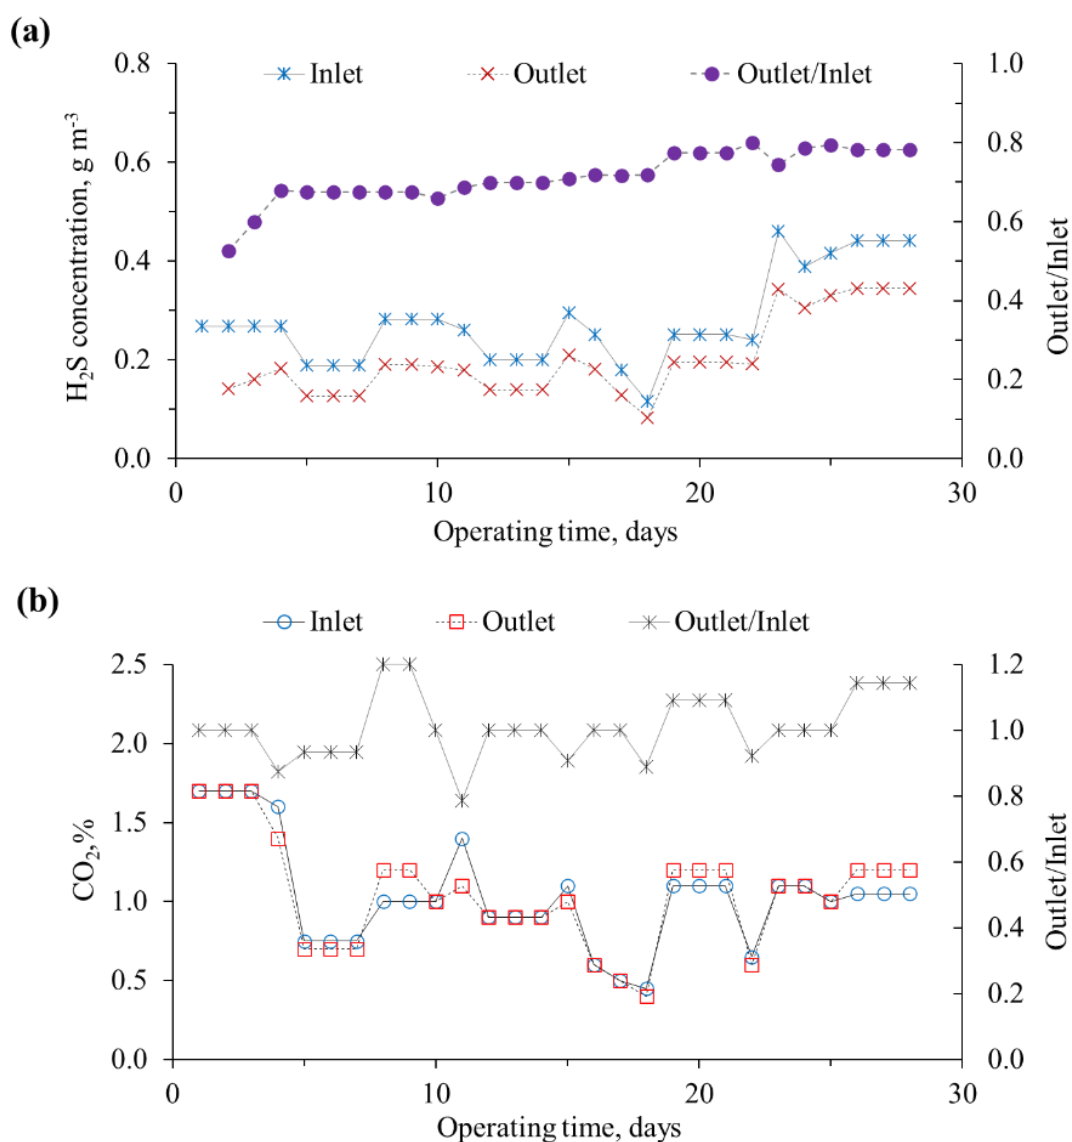 (a)
Inlet Outlet Outlet/Inlet
0.8
0.6
0.4
0.2
0.0
H₂S concentration, g m⁻³
1.0
0.8
0.6
0.4
0.2
0.0
Outlet/Inlet
0 10 20 30
Operating time, days
(b)
Inlet Outlet Outlet/Inlet
2.5
2.0
1.5
1.0
0.5
0.0
CO₂,%
1.2
1.0
0.8
0.6
0.4
0.2
0.0
Outlet/Inlet
0 10 20 30
Operating time, days